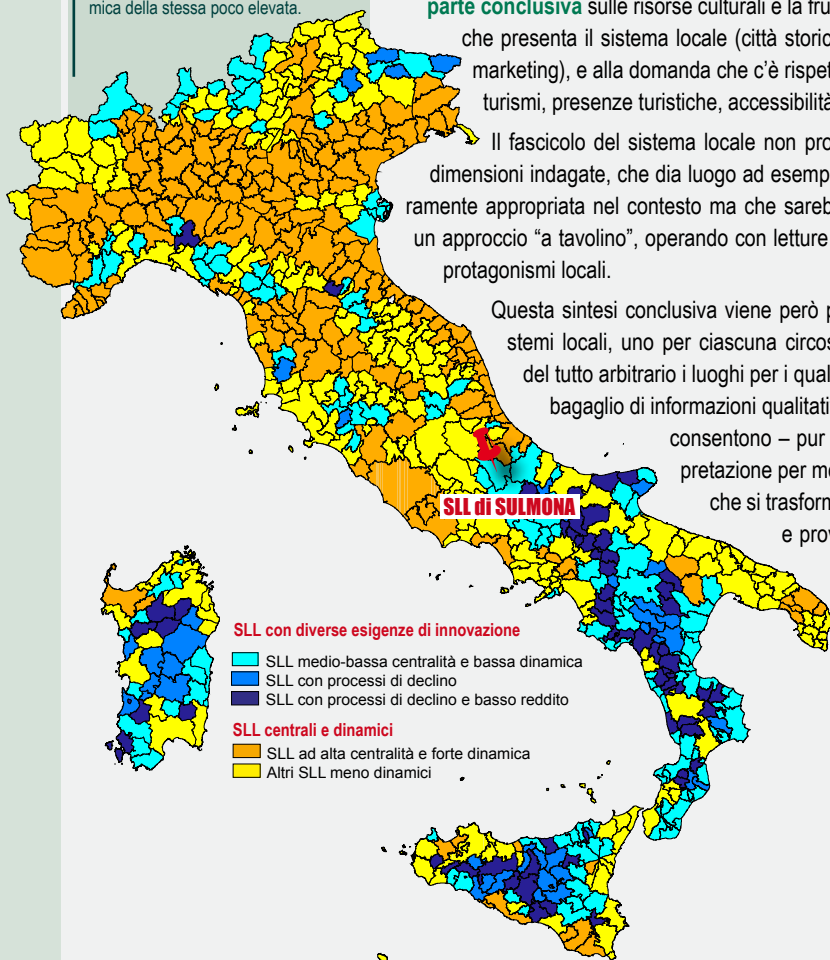 mica della stessa poco elevata.
parte conclusiva sulle risorse culturali e la fru
che presenta il sistema locale (città storic
marketing), e alla domanda che c'è rispet
turismi, presenze turistiche, accessibilità
Il fascicolo del sistema locale non pro
dimensioni indagate, che dia luogo ad esemp
ramente appropriata nel contesto ma che sareb
un approccio “a tavolino”, operando con letture
protagonismi locali.
Questa sintesi conclusiva viene però p
stemi locali, uno per ciascuna circos
del tutto arbitrario i luoghi per i qual
bagaglio di informazioni qualitati
consentono – pur
pretazione per me
che si trasform
e prov
SLL di SULMONA
SLL con diverse esigenze di innovazione
SLL medio-bassa centralità e bassa dinamica
SLL con processi di declino
SLL con processi di declino e basso reddito
SLL centrali e dinamici
SLL ad alta centralità e forte dinamica
Altri SLL meno dinamici